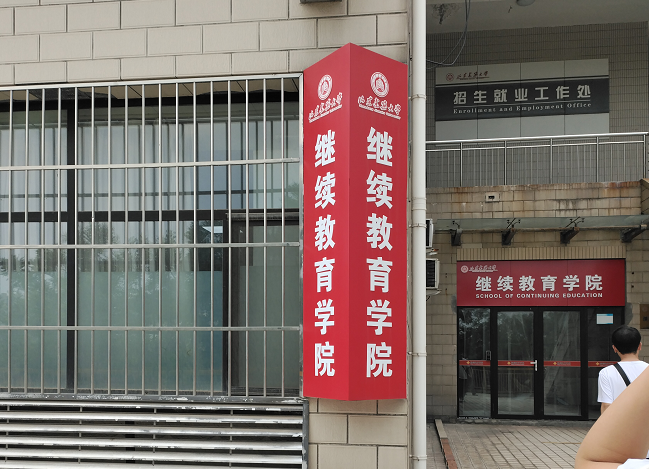 继续教育学院
继续教育学院
招生就业工作处
Enrollment and Employment Office
继续教育学院
SCHOOL OF CONTINUING EDUCATION